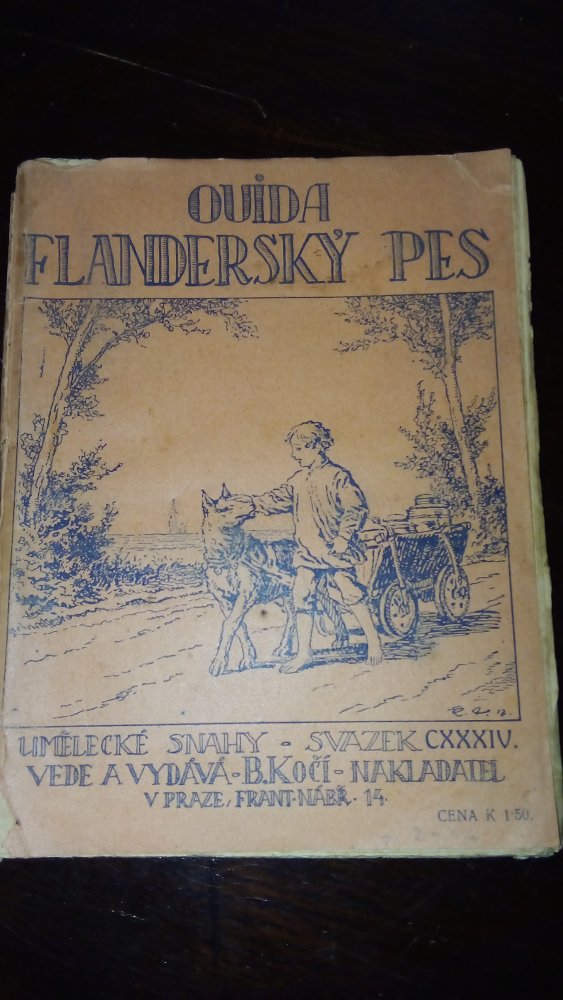 OUIDA
FLANDERSKÝ PES
UMĚLECKÉ SNAHY - SVAZEK CXXXIV.
VEDE A VYDÁVÁ - B. KOČÍ - NAKLADATEL
V PRAZE, FRANT. NÁBŘ. 14.
CENA K 1·50.